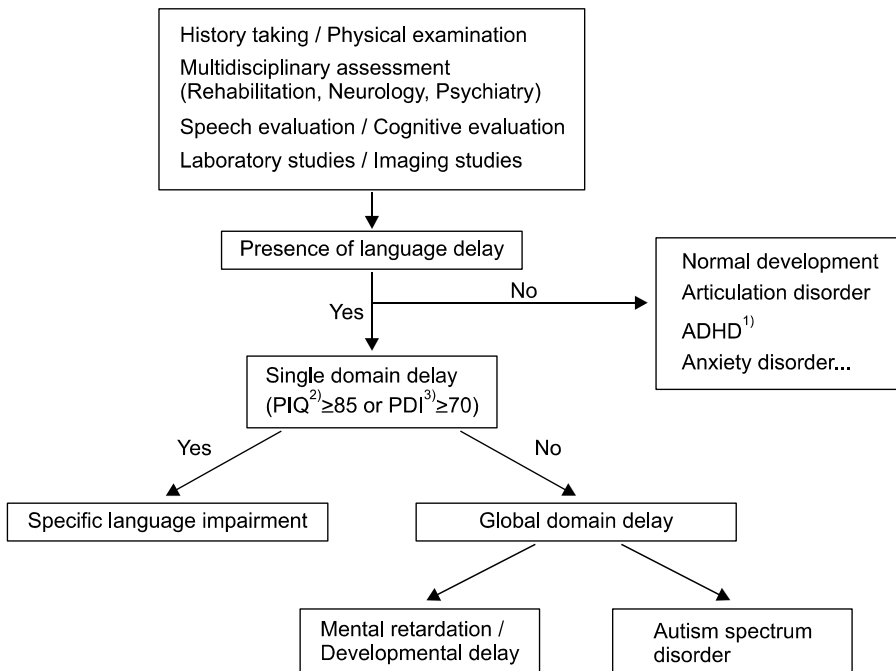 History taking / Physical examination
Multidisciplinary assessment
(Rehabilitation, Neurology, Psychiatry)
Speech evaluation / Cognitive evaluation
Laboratory studies / Imaging studies
Presence of language delay
No
Yes
Normal development
Articulation disorder
ADHD1)
Anxiety disorder...
Single domain delay
(PIQ2)≥85 or PDI3)≥70)
Yes
No
Specific language impairment
Global domain delay
Mental retardation /
Developmental delay
Autism spectrum
disorder